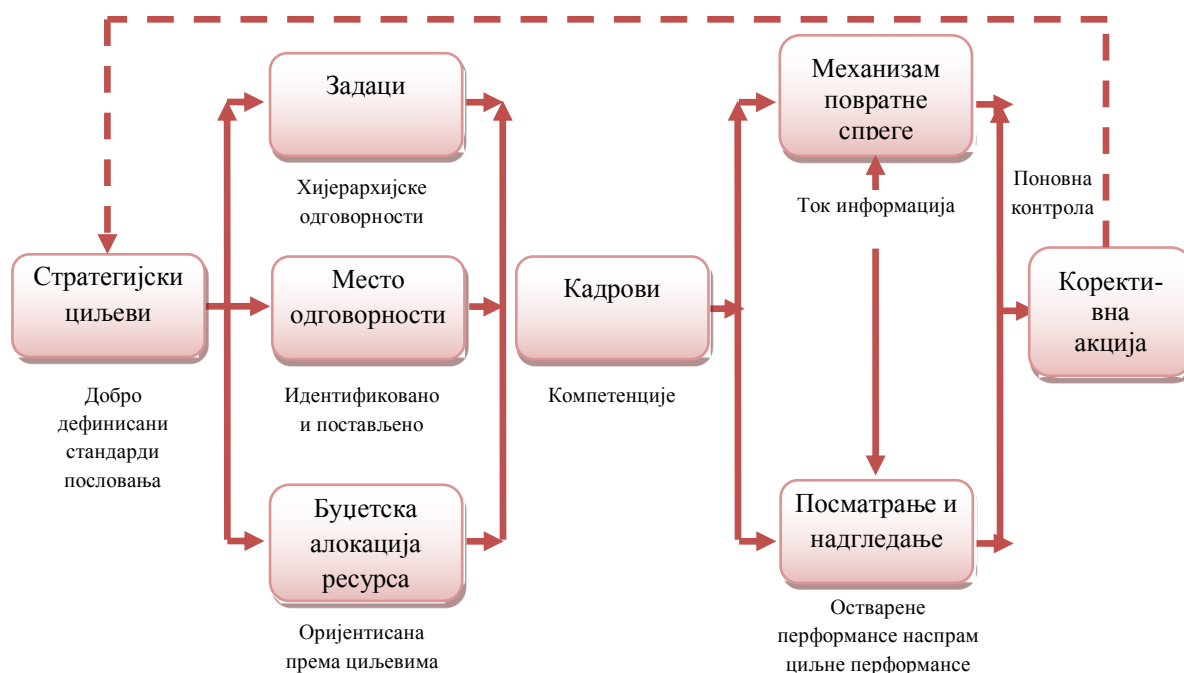 Задаци
Хијерархијске
одговорности
Стратегијски
циљеви
Добро
дефинисани
стандарди
пословања
Место
одговорности
Идентификовано
и постављено
Буџетска
алокација
ресурса
Оријентисана
према циљевима
Кадрови
Компетенције
Механизам
повратне
спреге
Ток информација
Посматрање и
надгледање
Остварене
перформансе наспрам
циљне перформансе
Поновна
контрола
Коректи-
вна
акција